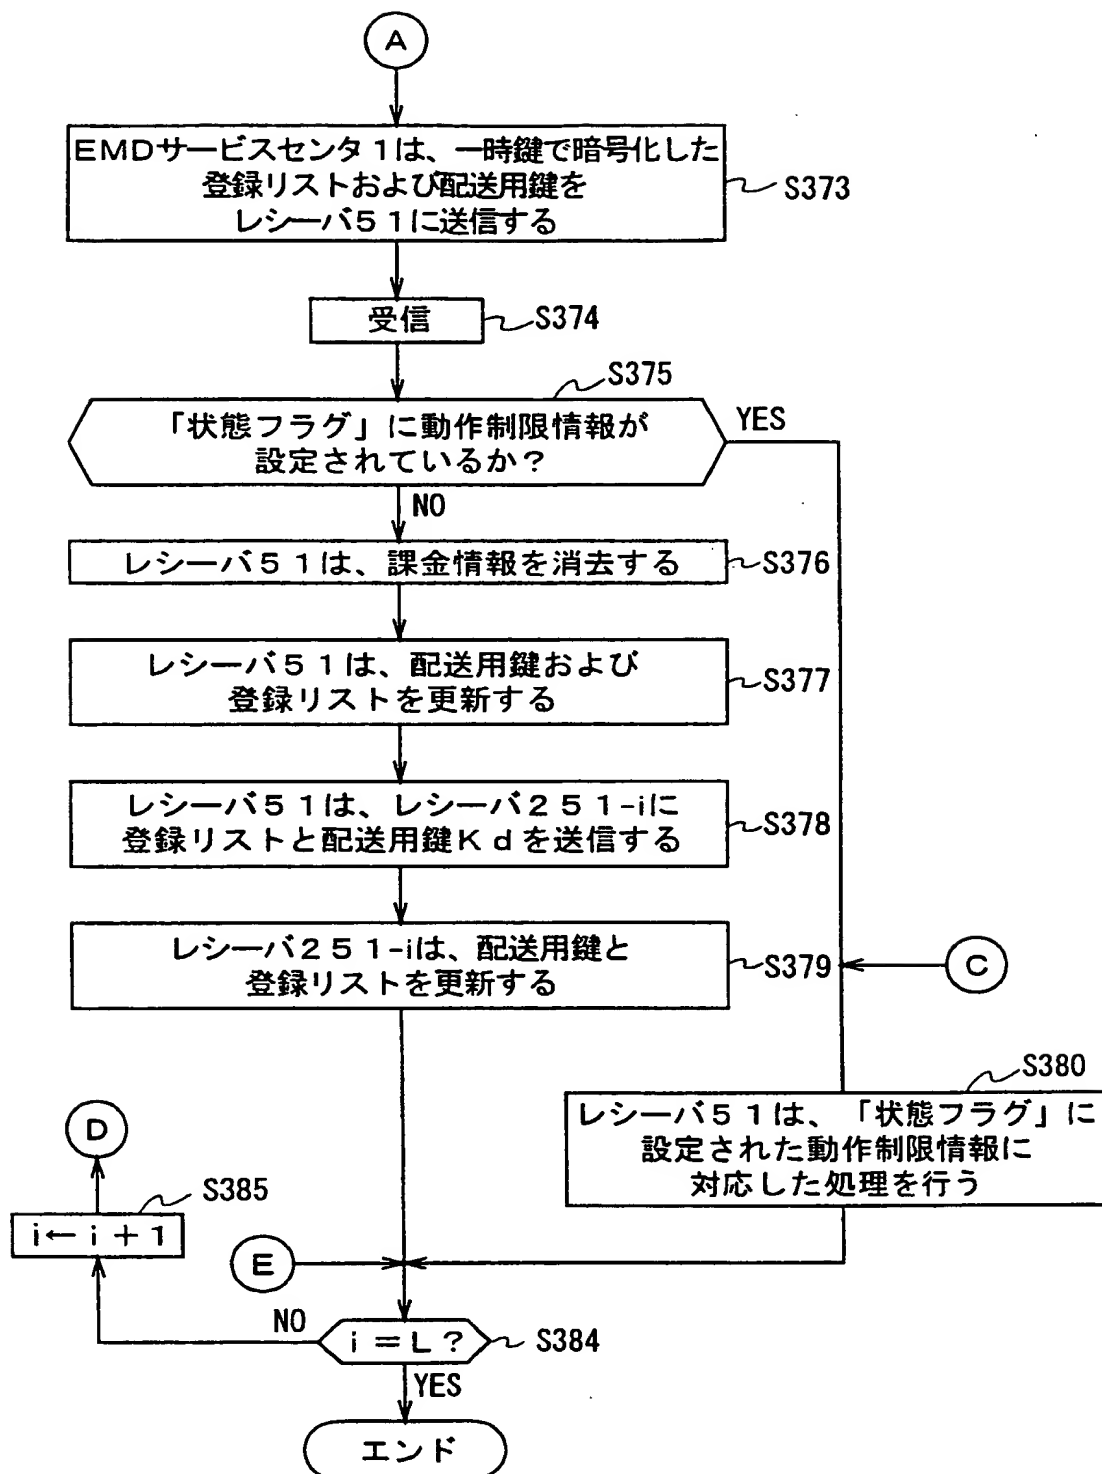 A
EMDサービスセンタ1は、一時鍵で暗号化した
登録リストおよび配送用鍵を
レシーバ51に送信する
S373
受信
S374
S375
「状態フラグ」に動作制限情報が
設定されているか？
YES
NO
レシーバ51は、課金情報を消去する
S376
レシーバ51は、配送用鍵および
登録リストを更新する
S377
レシーバ51は、レシーバ251-iに
登録リストと配送用鍵Kdを送信する
S378
レシーバ251-iは、配送用鍵と
登録リストを更新する
S379
C
S380
レシーバ51は、「状態フラグ」に
設定された動作制限情報に
対応した処理を行う
D
S385
i←i+1
E
NO
i=L？
S384
YES
エンド